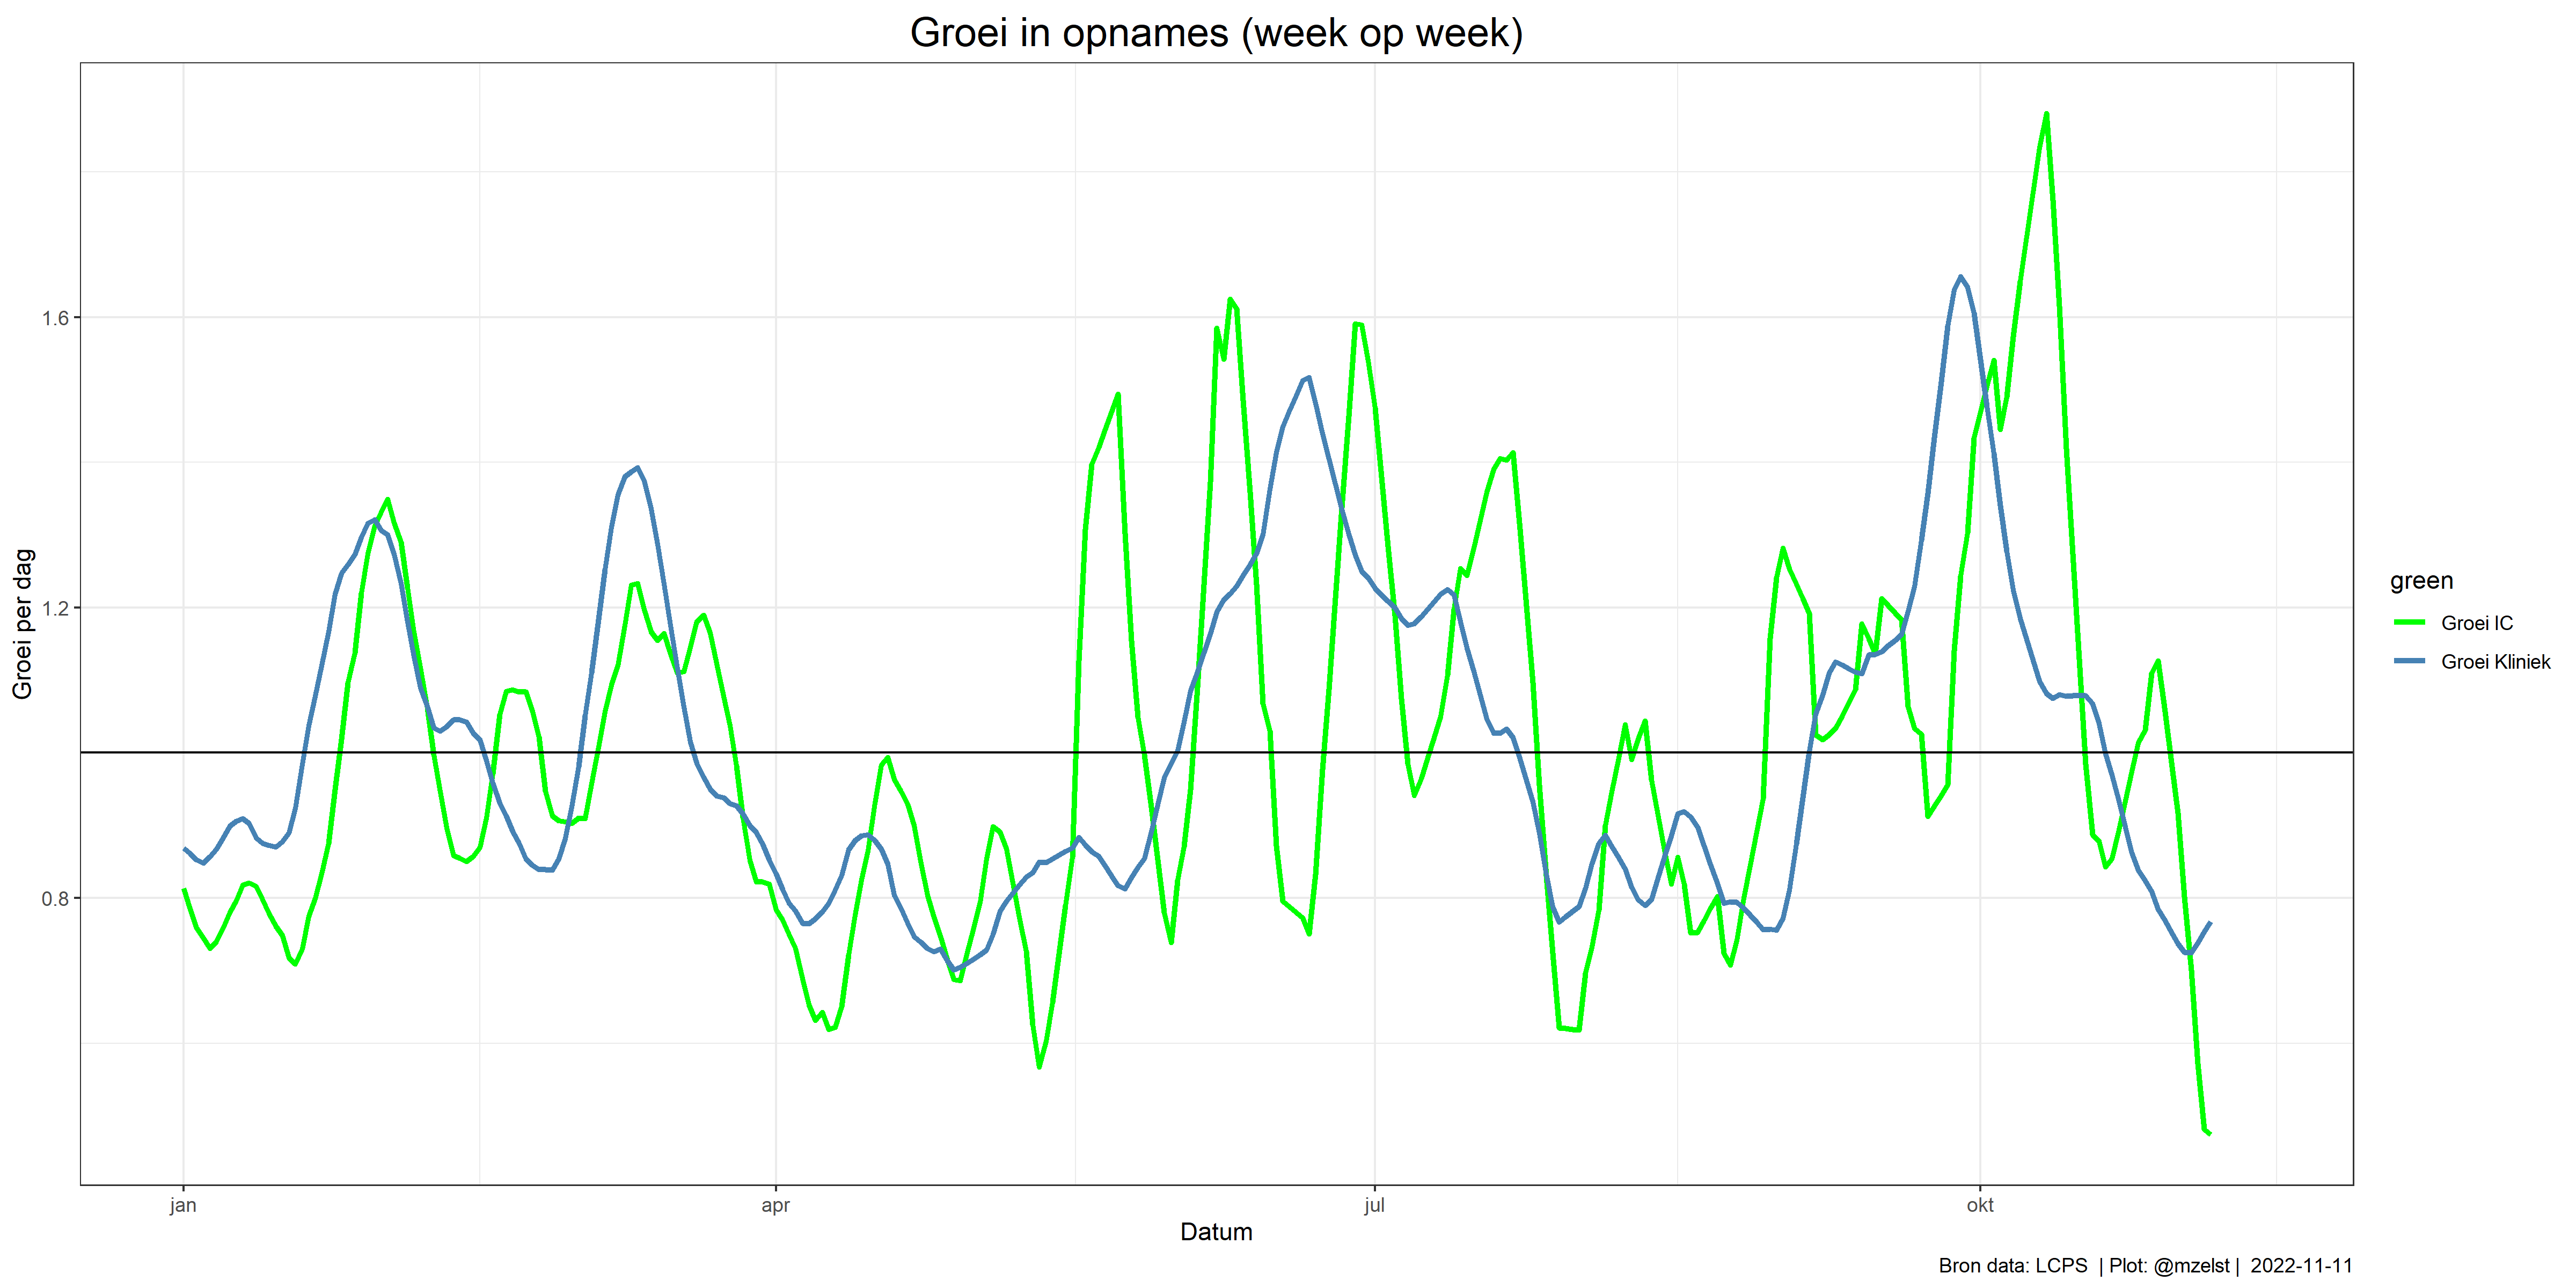 Groei in opnames (week op week)
Groei per dag
1.6
1.2
0.8
jan
apr
jul
okt
Datum
green
Groei IC
Groei Kliniek
Bron data: LCPS | Plot: @mzelst | 2022-11-11